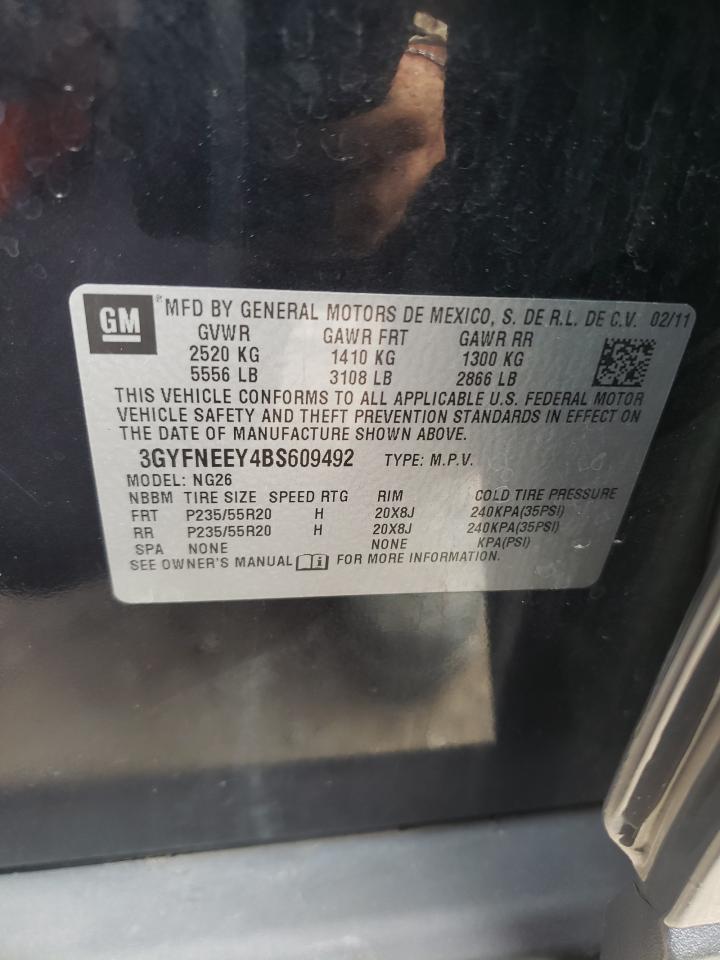 GM ® MFD BY GENERAL MOTORS DE MEXICO, S. DE R.L. DE C.V. 02/11
GVWR GAWR FRT GAWR RR
2520 KG 1410 KG 1300 KG
5556 LB 3108 LB 2866 LB
THIS VEHICLE CONFORMS TO ALL APPLICABLE U.S. FEDERAL MOTOR
VEHICLE SAFETY AND THEFT PREVENTION STANDARDS IN EFFECT ON
THE DATE OF MANUFACTURE SHOWN ABOVE.
3GYFNEEY4BS609492 TYPE: M.P.V.
MODEL: NG26
NBBM TIRE SIZE SPEED RTG RIM COLD TIRE PRESSURE
FRT P235/55R20 H 20X8J 240KPA(35PSI)
RR P235/55R20 H 20X8J 240KPA(35PSI)
SPA NONE NONE KPA(PSI)
SEE OWNER'S MANUAL FOR MORE INFORMATION.